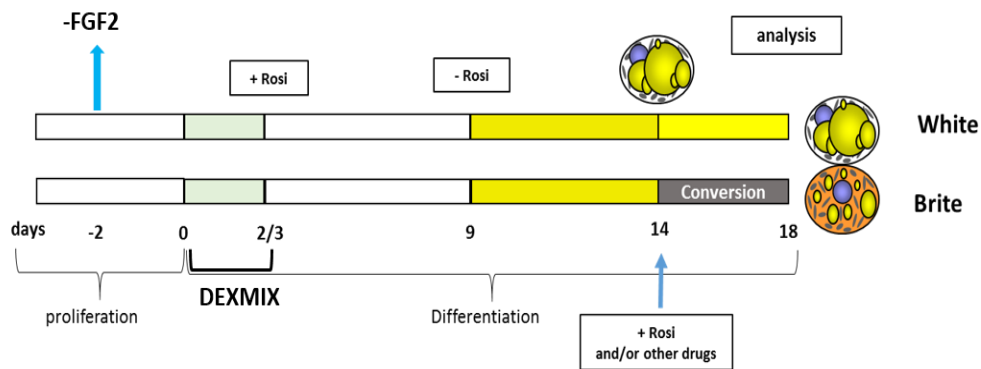 -FGF2
analysis
+ Rosi
- Rosi
White
Conversion
Brite
days -2 0 2/3 9 14 18
DEXMIX
proliferation
Differentiation
+ Rosi
and/or other drugs